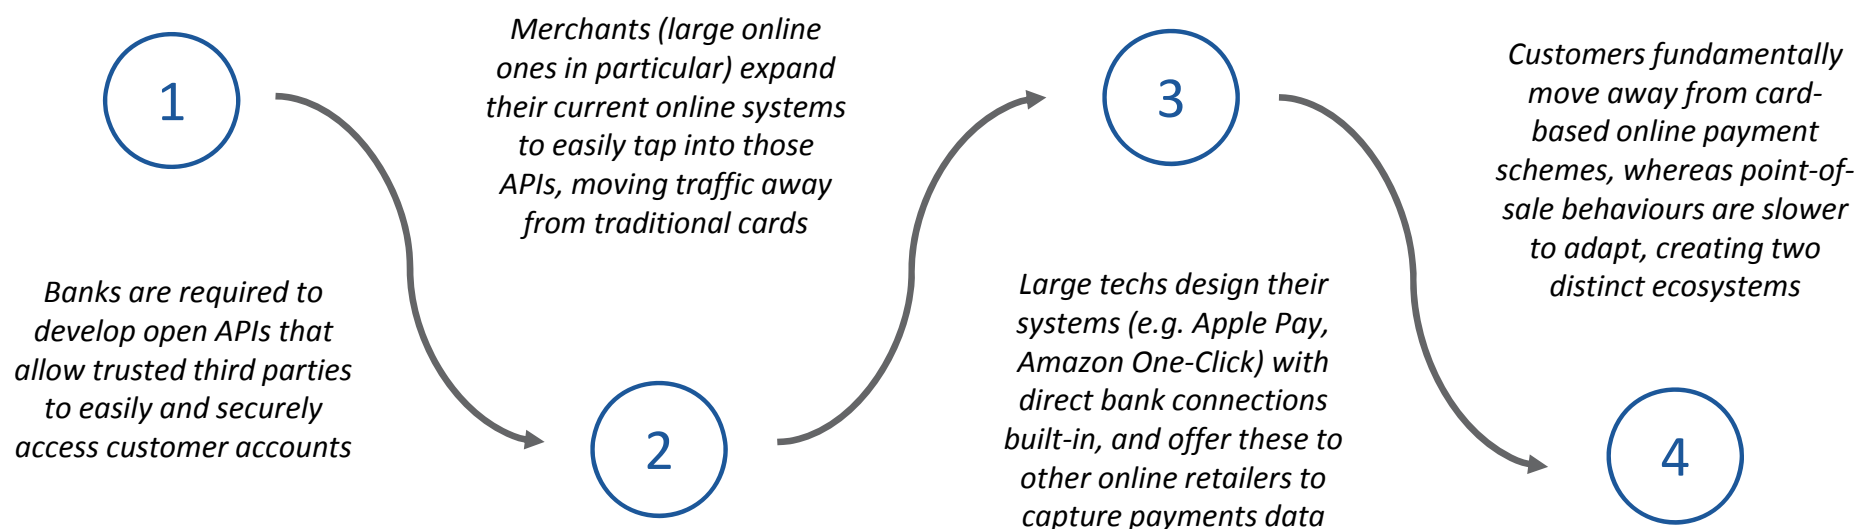 1
Banks are required to
develop open APIs that
allow trusted third parties
to easily and securely
access customer accounts
Merchants (large online
ones in particular) expand
their current online systems
to easily tap into those
APIs, moving traffic away
from traditional cards
2
3
Large techs design their
systems (e.g. Apple Pay,
Amazon One-Click) with
direct bank connections
built-in, and offer these to
other online retailers to
capture payments data
Customers fundamentally
move away from card-
based online payment
schemes, whereas point-of-
sale behaviours are slower
to adapt, creating two
distinct ecosystems
4